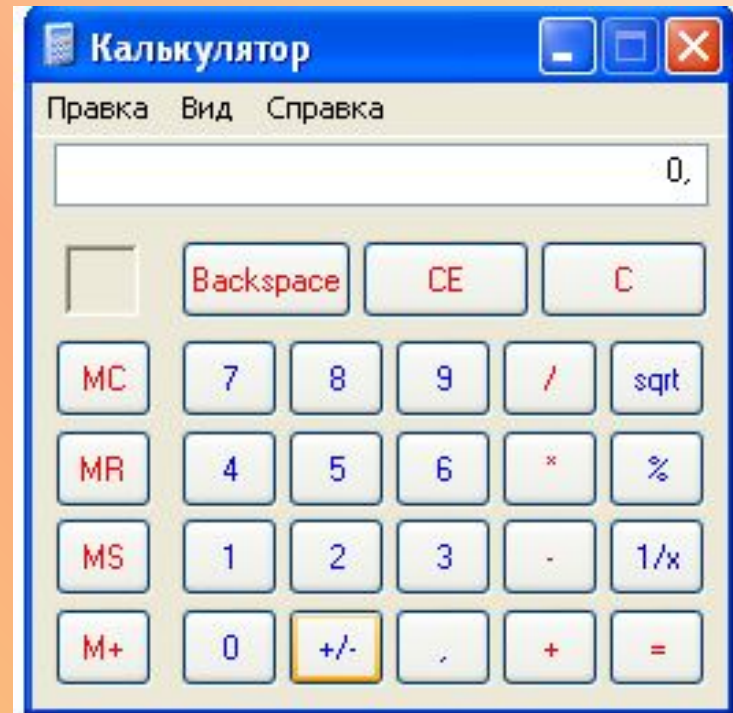 Калькулятор
Правка Вид Справка
0,
Backspace CE C
MC 7 8 9 / sqrt
MR 4 5 6 * %
MS 1 2 3 - 1/x
M+ 0 +/- , + =